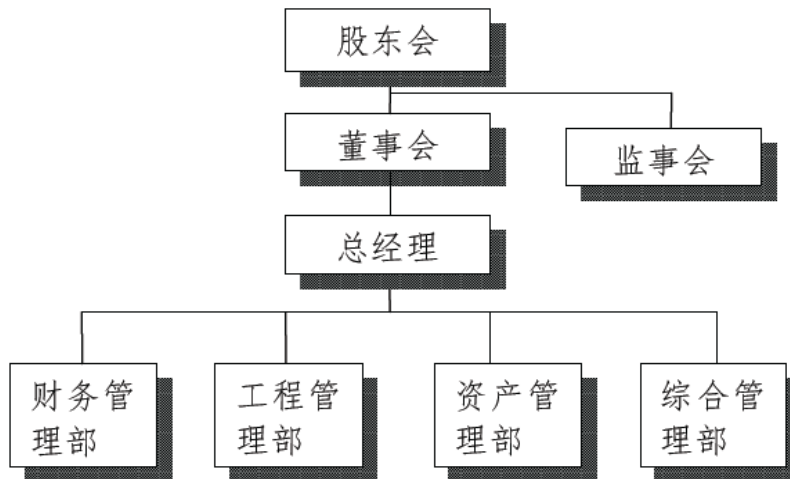 股东会
董事会
监事会
总经理
财务管
理部
工程管
理部
资产管
理部
综合管
理部